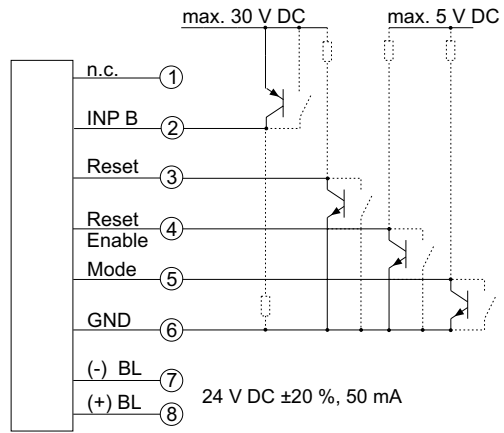 max. 30 V DC
max. 5 V DC
n.c.
1
INP B
2
Reset
3
Reset
Enable
4
Mode
5
GND
6
(-) BL
7
24 V DC ±20 %, 50 mA
(+) BL
8